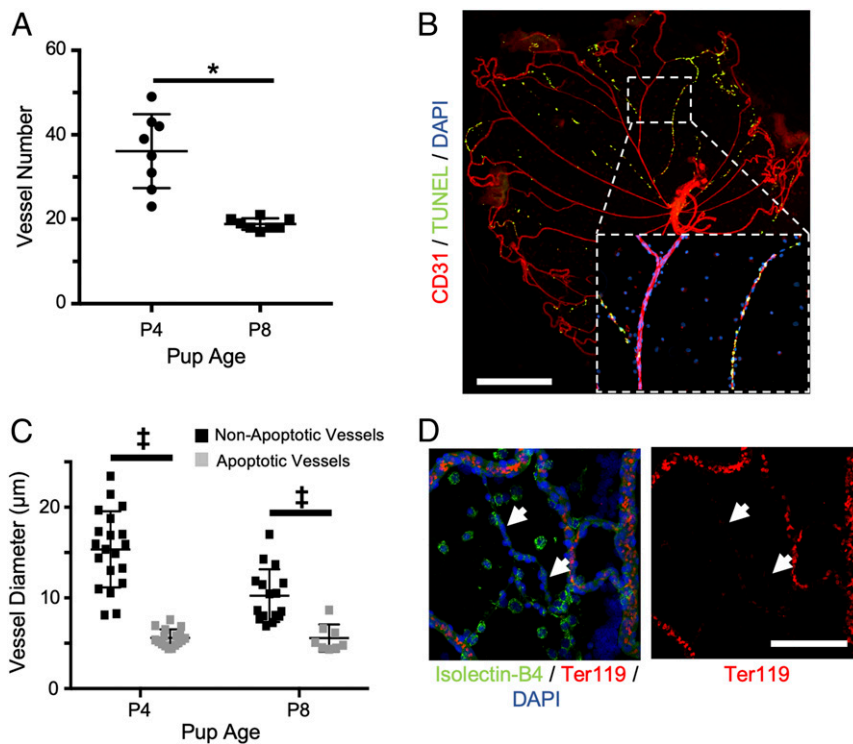 A
60
40
20
0
Vessel Number
*
P4
P8
Pup Age
B
CD31 / TUNEL / DAPI
C
‡
‡
Non-Apoptotic Vessels
Apoptotic Vessels
20
15
10
5
0
Vessel Diameter (µm)
P4
P8
Pup Age
D
Isolectin-B4 / Ter119 /
DAPI
Ter119